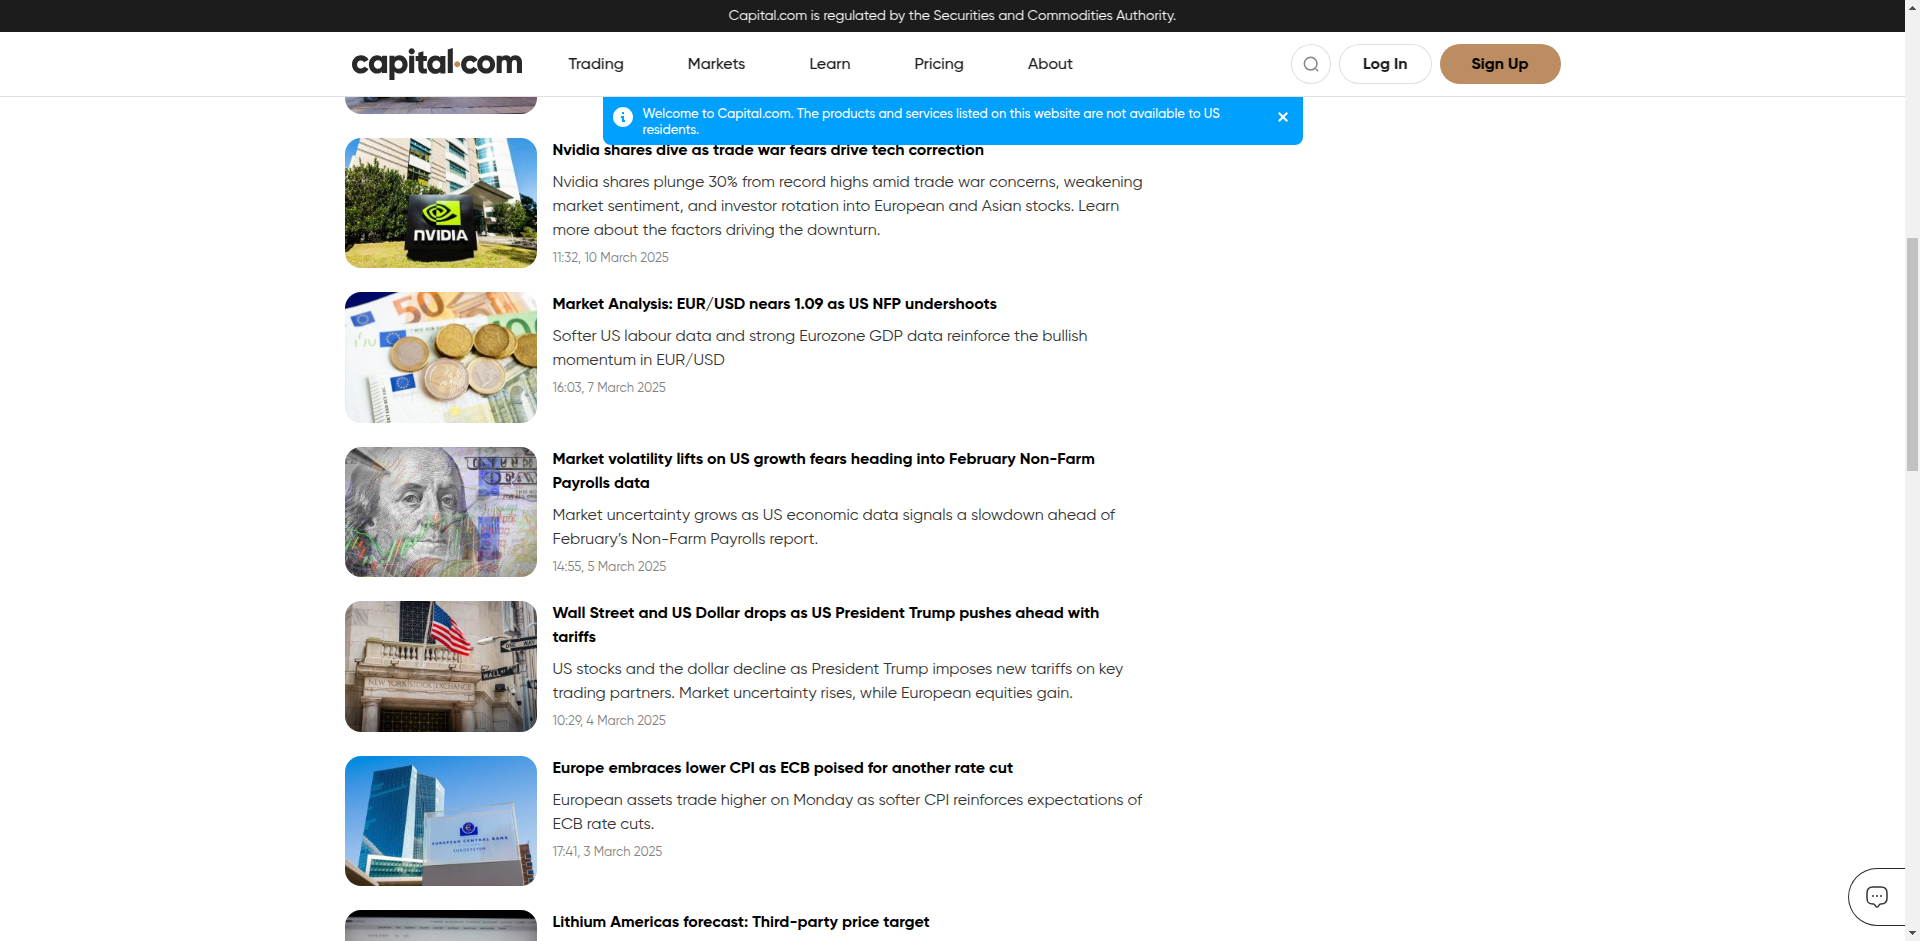 Capital.com is regulated by the Securities and Commodities Authority.
capital.com
Trading
Markets
Learn
Pricing
About
Log In
Sign Up
Welcome to Capital.com. The products and services listed on this website are not available to US
residents.
Nvidia shares dive as trade war fears drive tech correction
Nvidia shares plunge 30% from record highs amid trade war concerns, weakening
market sentiment, and investor rotation into European and Asian stocks. Learn
more about the factors driving the downturn.
11:32, 10 March 2025
NVIDIA
Market Analysis: EUR/USD nears 1.09 as US NFP undershoots
Softer US labour data and strong Eurozone GDP data reinforce the bullish
momentum in EUR/USD
16:03, 7 March 2025
50
Market volatility lifts on US growth fears heading into February Non-Farm
Payrolls data
Market uncertainty grows as US economic data signals a slowdown ahead of
February’s Non-Farm Payrolls report.
14:55, 5 March 2025
Wall Street and US Dollar drops as US President Trump pushes ahead with
tariffs
US stocks and the dollar decline as President Trump imposes new tariffs on key
trading partners. Market uncertainty rises, while European equities gain.
10:29, 4 March 2025
ONE WAY
WALL
NEW YORK STOCK EXCHANGE
Europe embraces lower CPI as ECB poised for another rate cut
European assets trade higher on Monday as softer CPI reinforces expectations of
ECB rate cuts.
17:41, 3 March 2025
EUROPEAN CENTRAL BANK
EUROSYSTEM
Lithium Americas forecast: Third-party price target